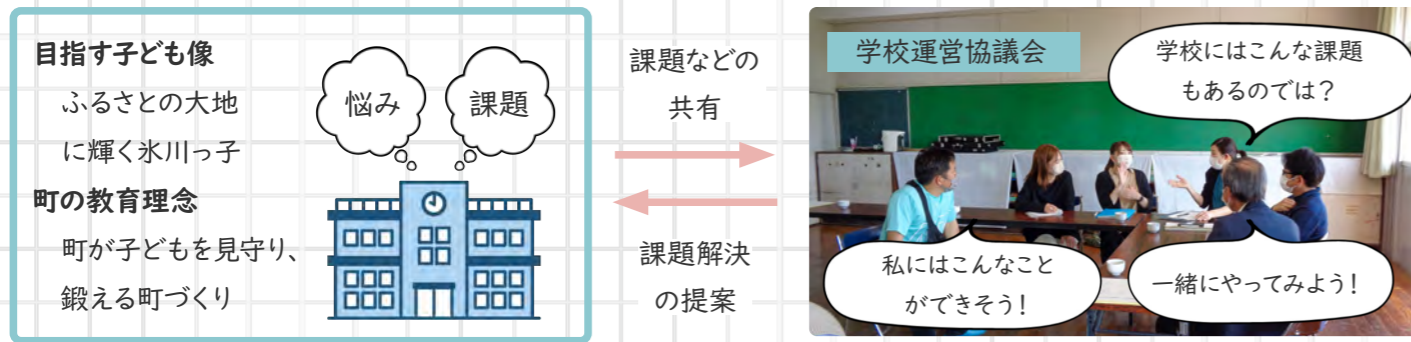 目指す子ども像
ふるさとの大地
に輝く氷川っ子
町の教育理念
町が子どもを見守り、
鍛える町づくり
悩み
課題
課題などの
共有
課題解決
の提案
学校運営協議会
学校にはこんな課題
もあるのでは？
私にはこんなこと
ができそう！
一緒にやってみよう！